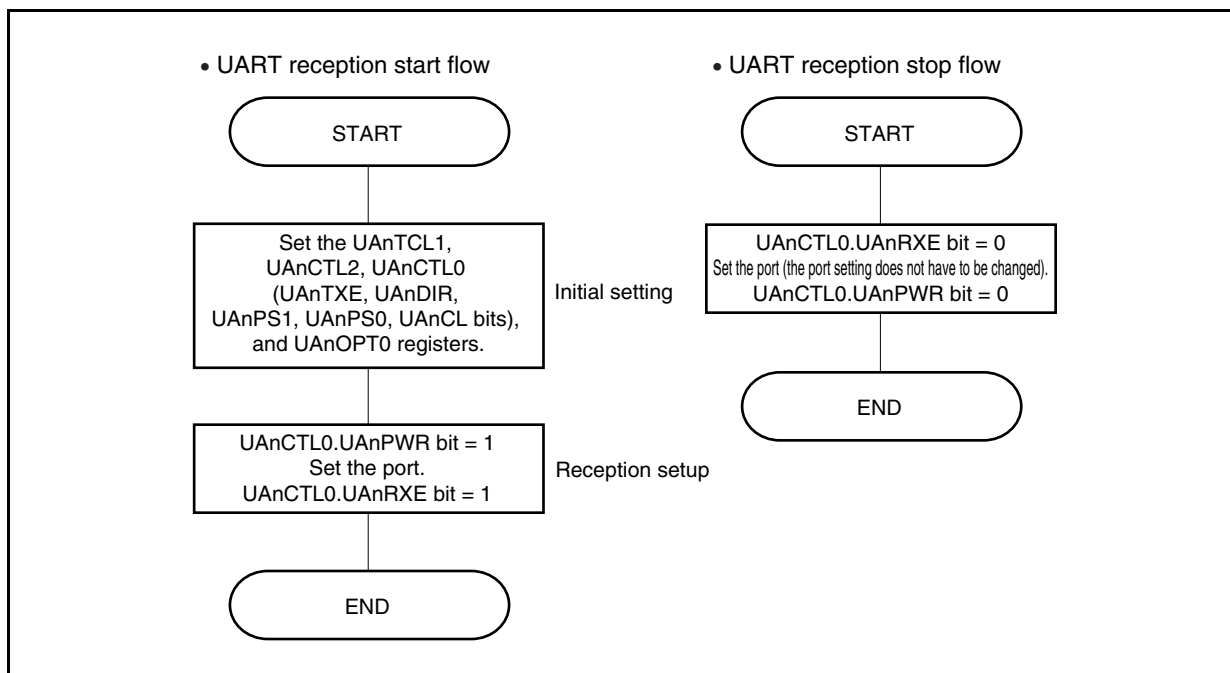 • UART reception start flow
START
Set the UAnTCL1,
UAnCTL2, UAnCTL0
(UAnTXE, UAnDIR,
UAnPS1, UAnPS0, UAnCL bits),
and UAnOPT0 registers.
Initial setting
UAnCTL0.UAnPWR bit = 1
Set the port.
UAnCTL0.UAnRXE bit = 1
Reception setup
END
• UART reception stop flow
START
UAnCTL0.UAnRXE bit = 0
Set the port (the port setting does not have to be changed).
UAnCTL0.UAnPWR bit = 0
END